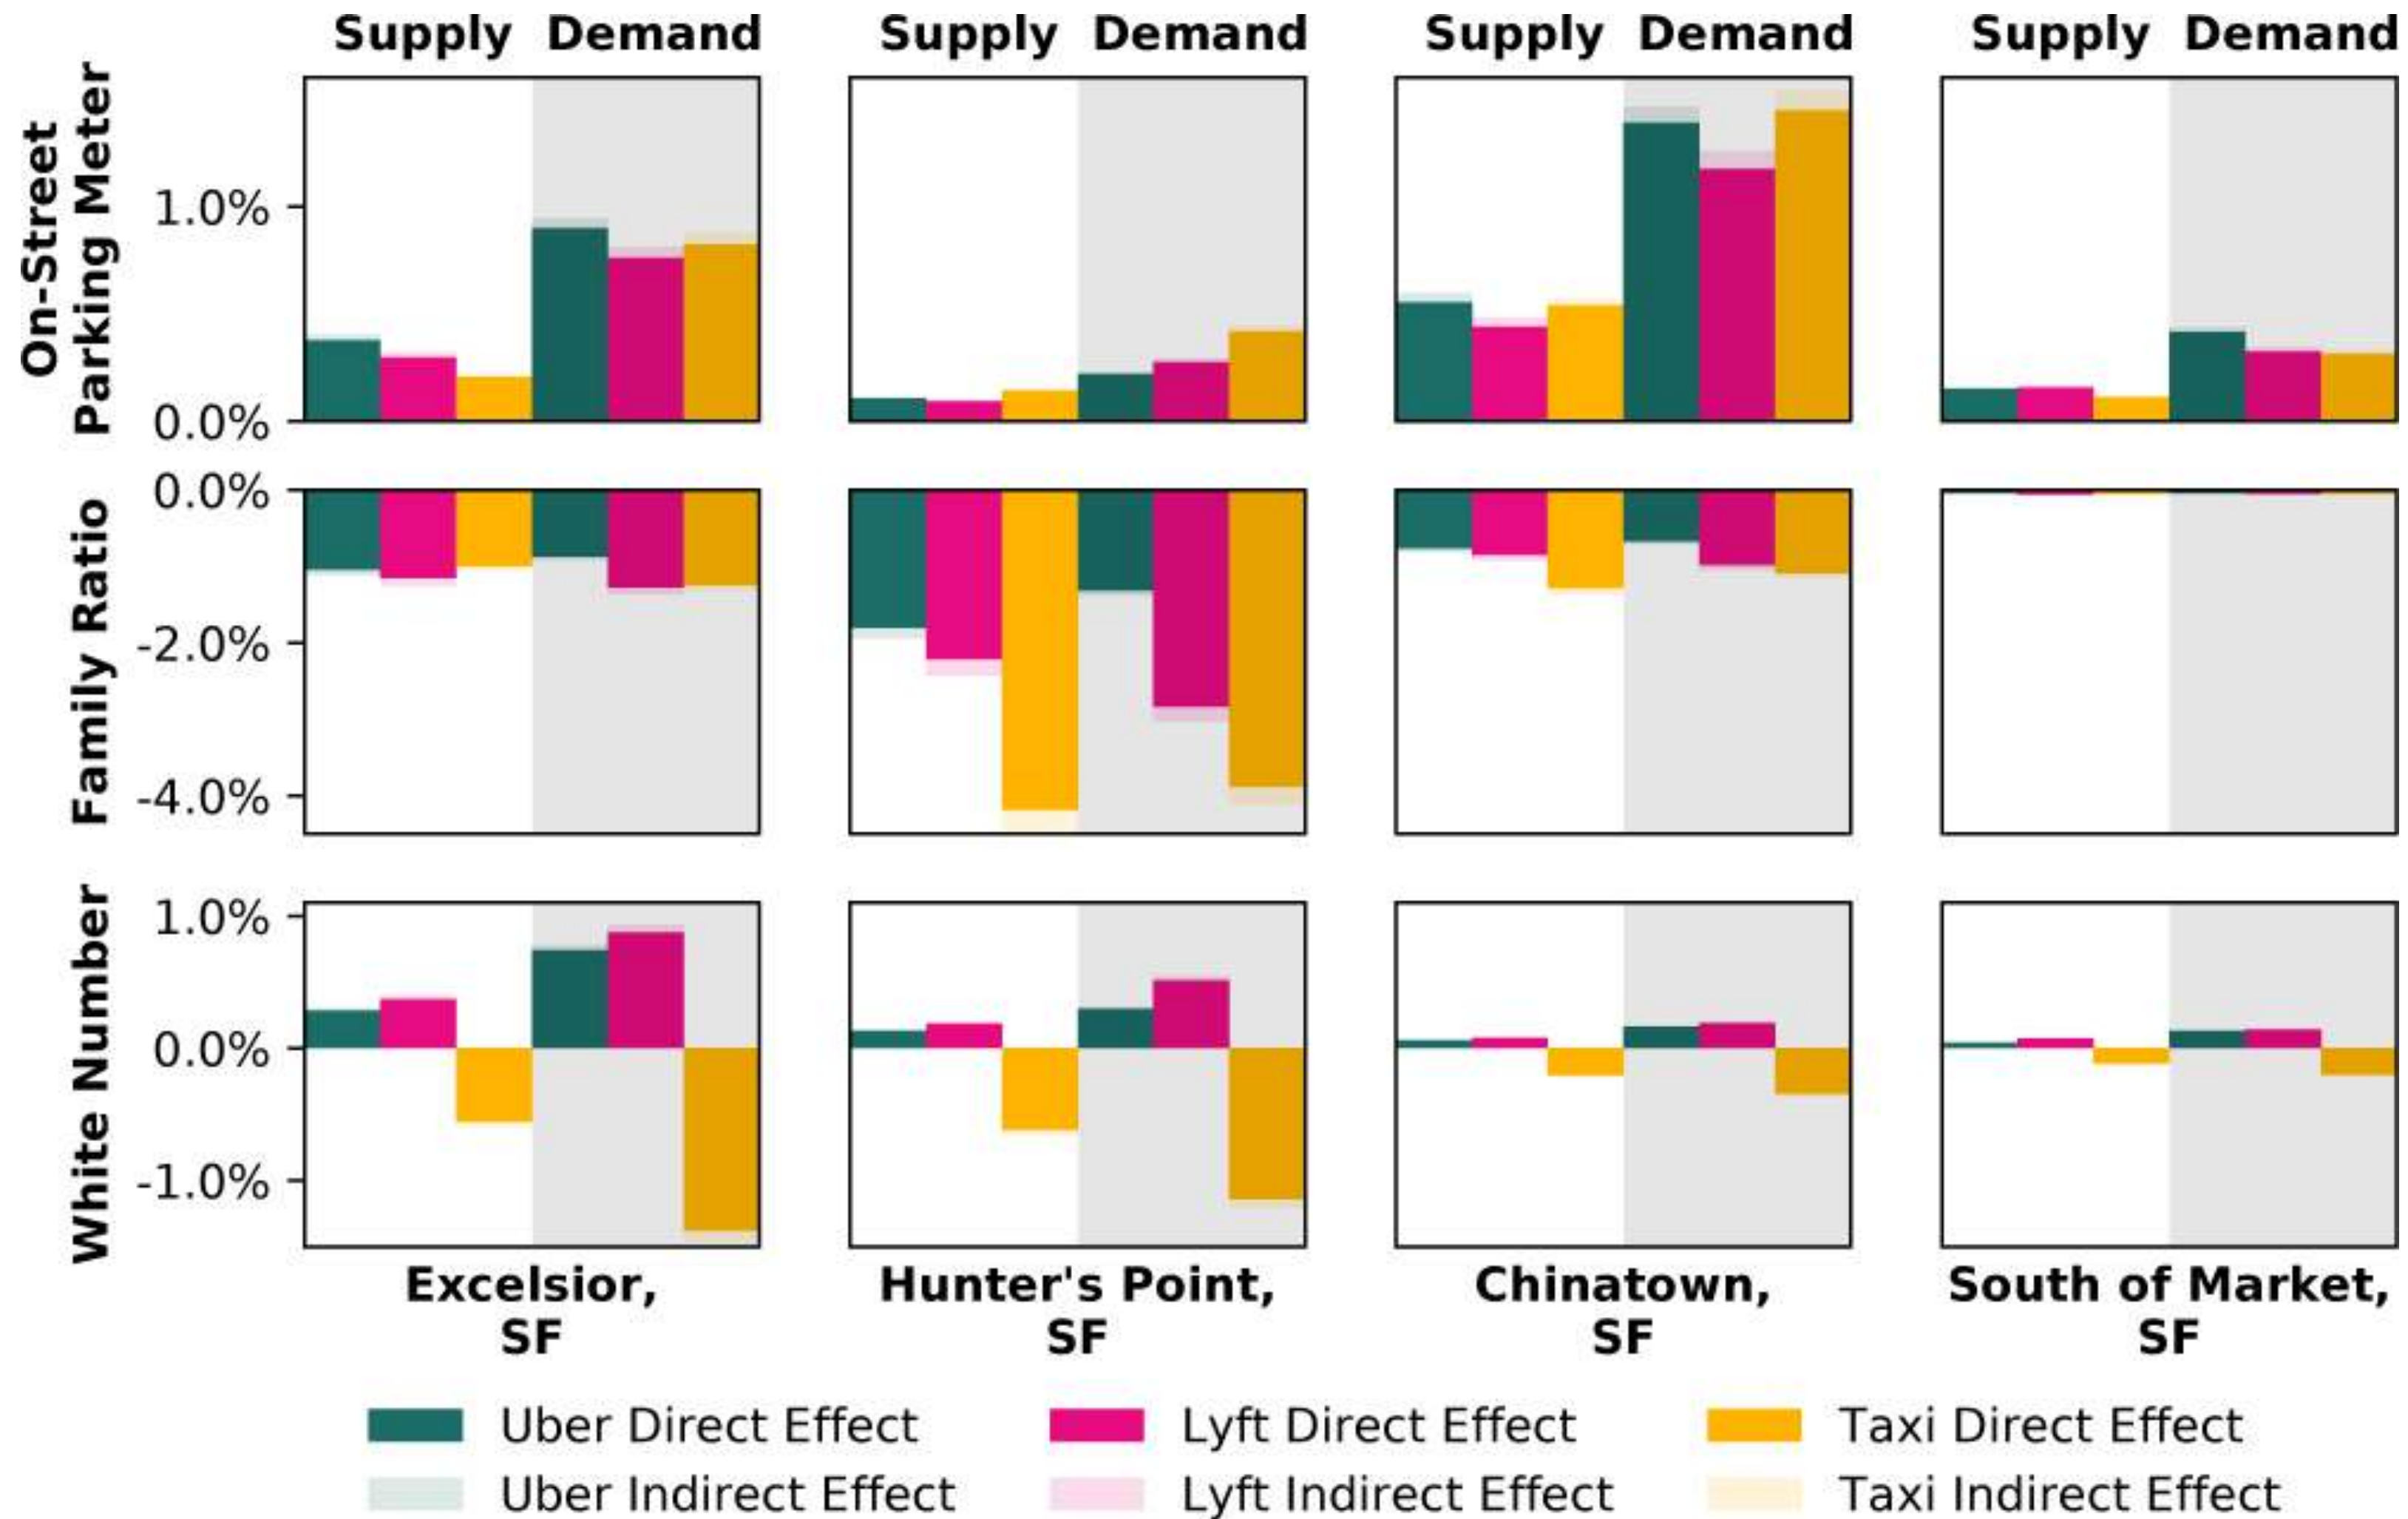 Supply Demand Supply Demand Supply Demand Supply Demand
On-Street
Parking Meter
1.0%
0.0%
Family Ratio
0.0%
-2.0%
-4.0%
White Number
1.0%
0.0%
-1.0%
Excelsior,
SF
Hunter's Point,
SF
Chinatown,
SF
South of Market,
SF
Uber Direct Effect
Lyft Direct Effect
Taxi Direct Effect
Uber Indirect Effect
Lyft Indirect Effect
Taxi Indirect Effect